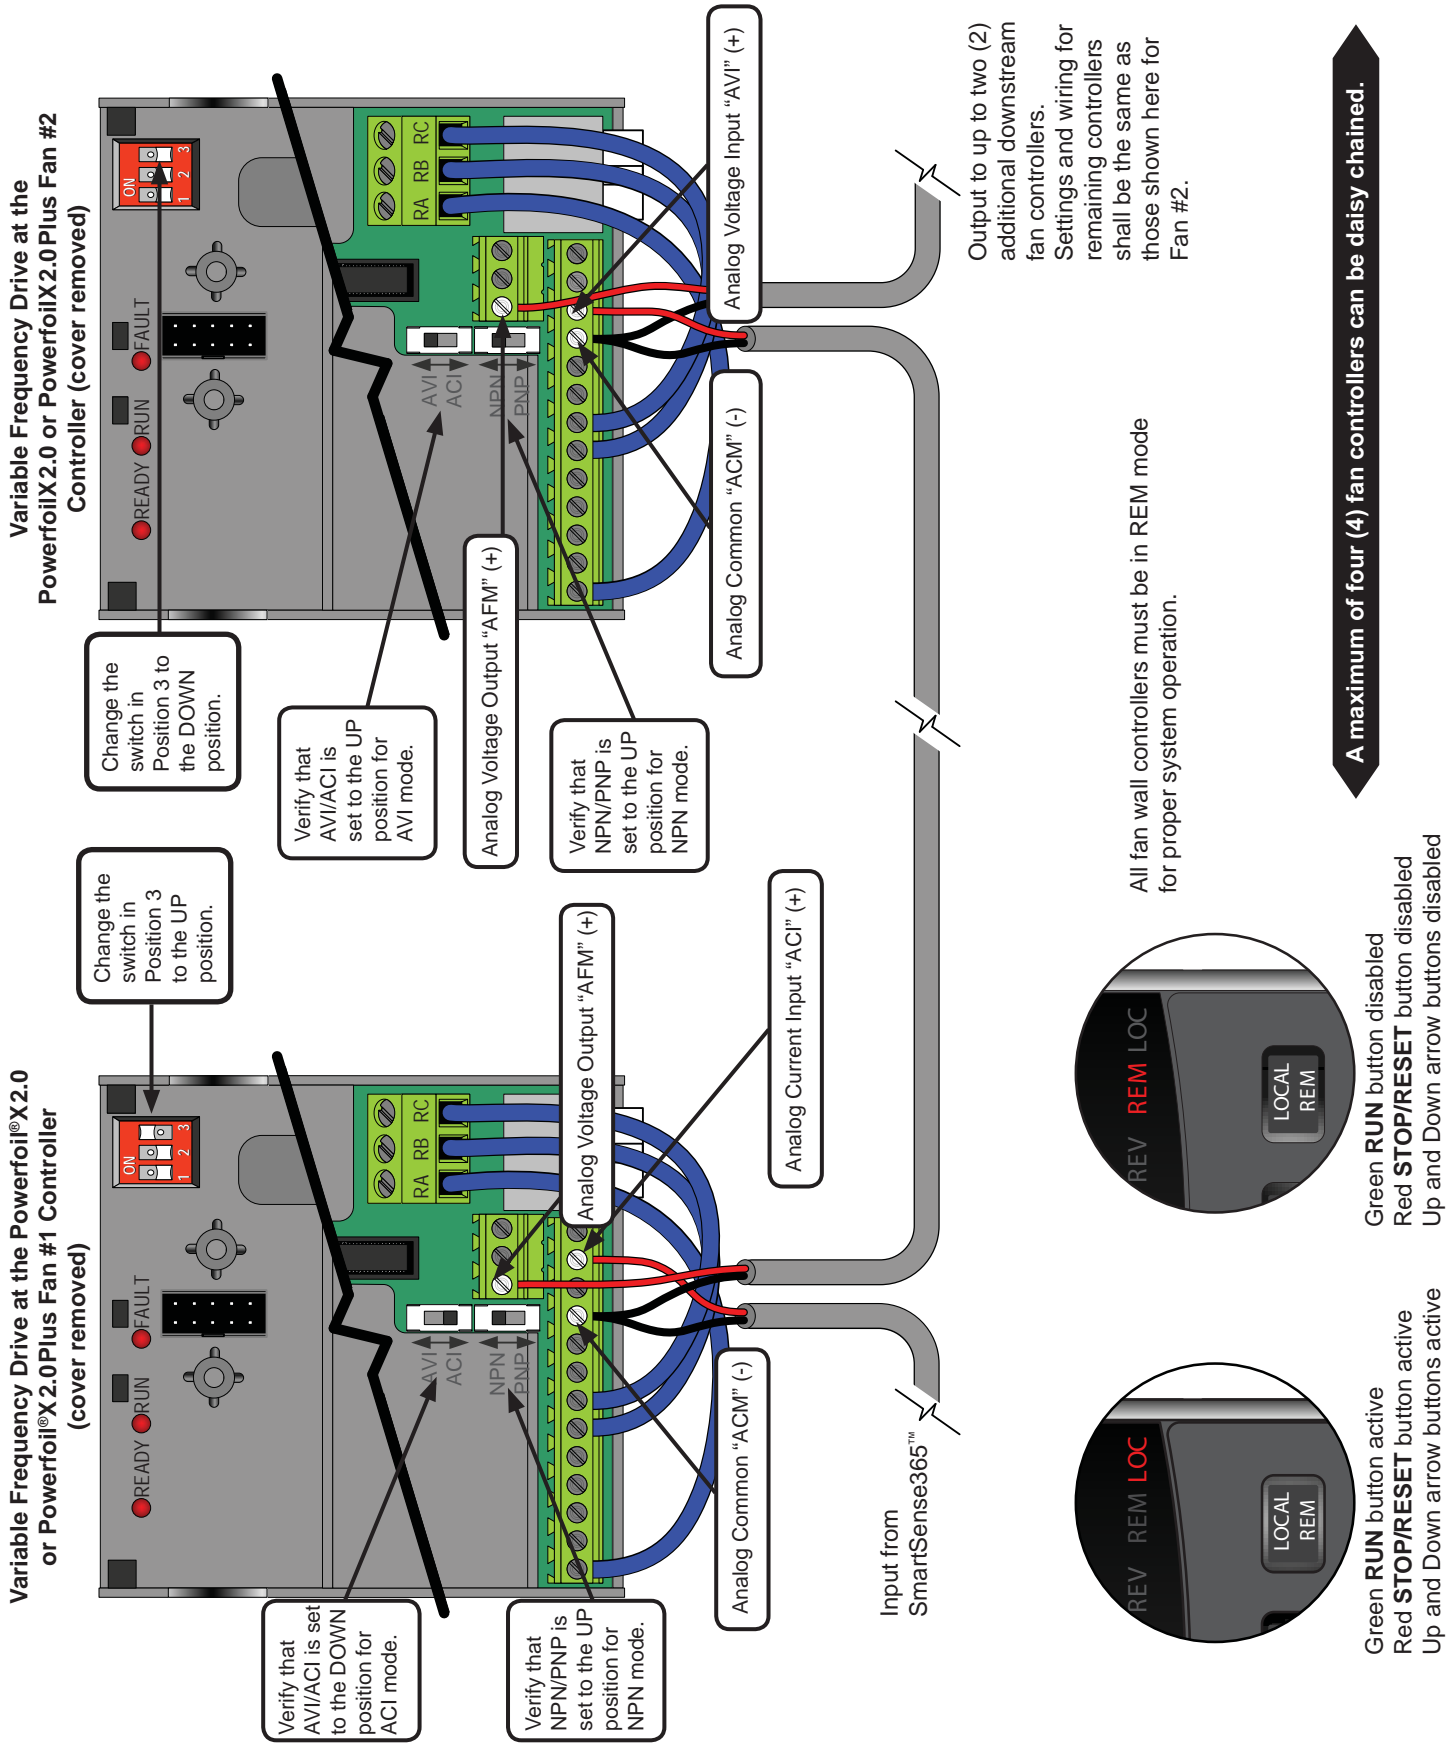 Variable Frequency Drive at the Powerfoil®X2.0
or Powerfoil®X2.0Plus Fan #1 Controller
(cover removed)
Change the
switch in
Position 3
to the UP
position.
READY
RUN
FAULT
ON
1 2 3
RA RB RC
AVI
ACI
NPN
PNP
Verify that
AVI/ACI is set
to the DOWN
position for
ACI mode.
Verify that
NPN/PNP is
set to the UP
position for
NPN mode.
Analog Voltage Output “AFM” (+)
Analog Current Input “ACI” (+)
Analog Common “ACM” (-)
Input from
SmartSense365™
Variable Frequency Drive at the
PowerfoilX2.0 or PowerfoilX2.0Plus Fan #2
Controller (cover removed)
Change the
switch in
Position 3 to
the DOWN
position.
READY
RUN
FAULT
ON
1 2 3
RA RB RC
AVI
ACI
NPN
PNP
Verify that
AVI/ACI is
set to the UP
position for
AVI mode.
Analog Voltage Output “AFM” (+)
Verify that
NPN/PNP is
set to the UP
position for
NPN mode.
Analog Voltage Input “AVI” (+)
Analog Common “ACM” (-)
Output to up to two (2)
additional downstream
fan controllers.
Settings and wiring for
remaining controllers
shall be the same as
those shown here for
Fan #2.
REV REM LOC
LOCAL
REM
Green RUN button active
Red STOP/RESET button active
Up and Down arrow buttons active
REV REM LOC
LOCAL
REM
Green RUN button disabled
Red STOP/RESET button disabled
Up and Down arrow buttons disabled
All fan wall controllers must be in REM mode
for proper system operation.
A maximum of four (4) fan controllers can be daisy chained.